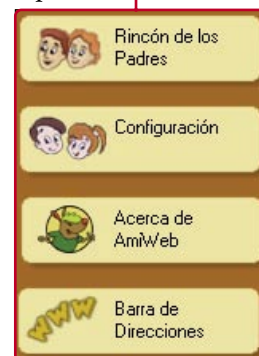 Rincón de los
Padres
Configuración
Acerca de
AmiWeb
WWW
Barra de
Direcciones